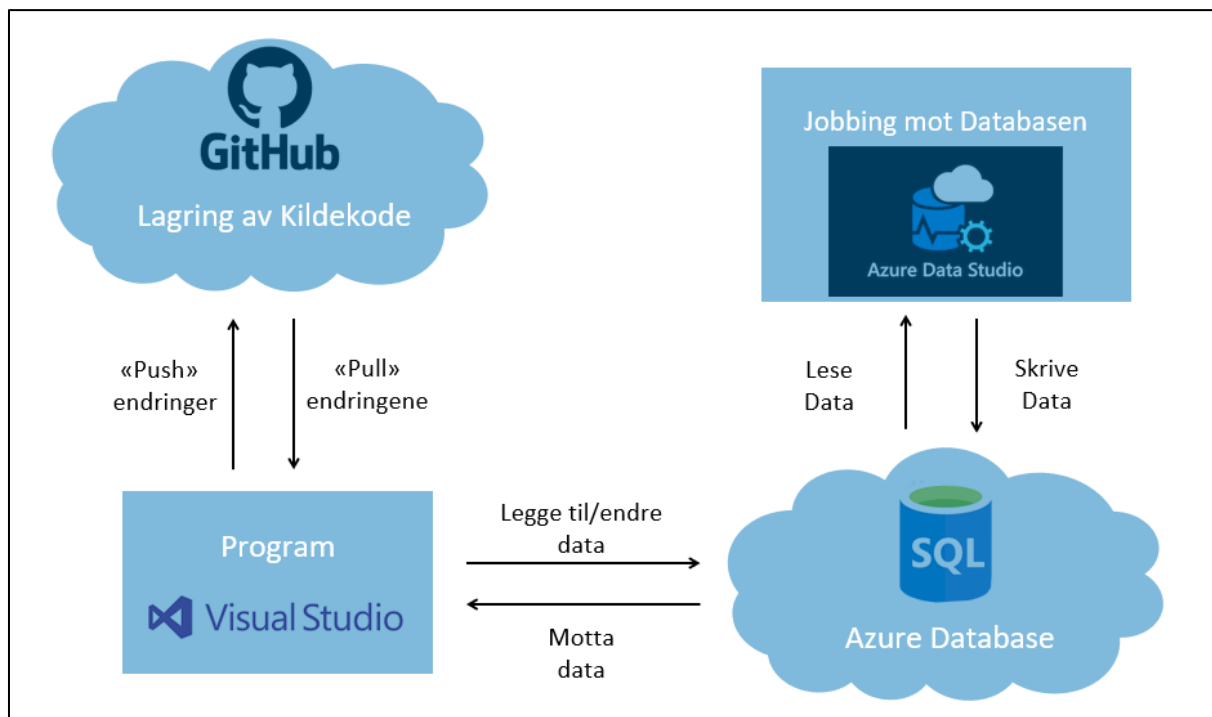 GitHub
Lagring av Kildekode
Jobbing mot Databasen
Azure Data Studio
«Push»
endringer
«Pull»
endringene
Lese
Data
Skrive
Data
Program
Visual Studio
Legge til/endre
data
Motta
data
SQL
Azure Database